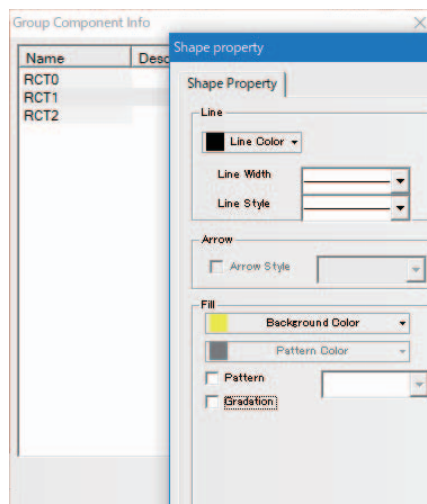 Group Component Info
Name Desc
RCT0
RCT1
RCT2
Shape property
Shape Property
Line
Line Color
Line Width
Line Style
Arrow
Arrow Style
Fill
Background Color
Pattern Color
Pattern
Gradation